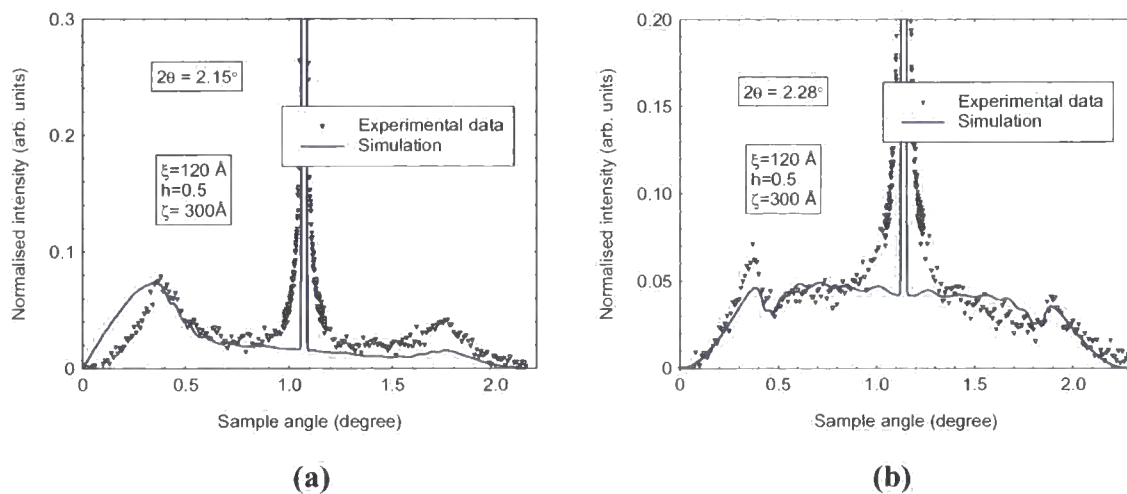 Normalised intensity (arb. units)
0.3
0.2
0.1
0
2θ = 2.15°
Experimental data
Simulation
ξ=120 Å
h=0.5
ζ= 300Å
0
0.5
1.0
1.5
2.0
Sample angle (degree)
(a)
Normalised intensity (arb. units)
0.20
0.15
0.10
0.05
0
2θ = 2.28°
Experimental data
Simulation
ξ=120 Å
h=0.5
ζ=300 Å
0
0.5
1.0
1.5
2.0
Sample angle (degree)
(b)